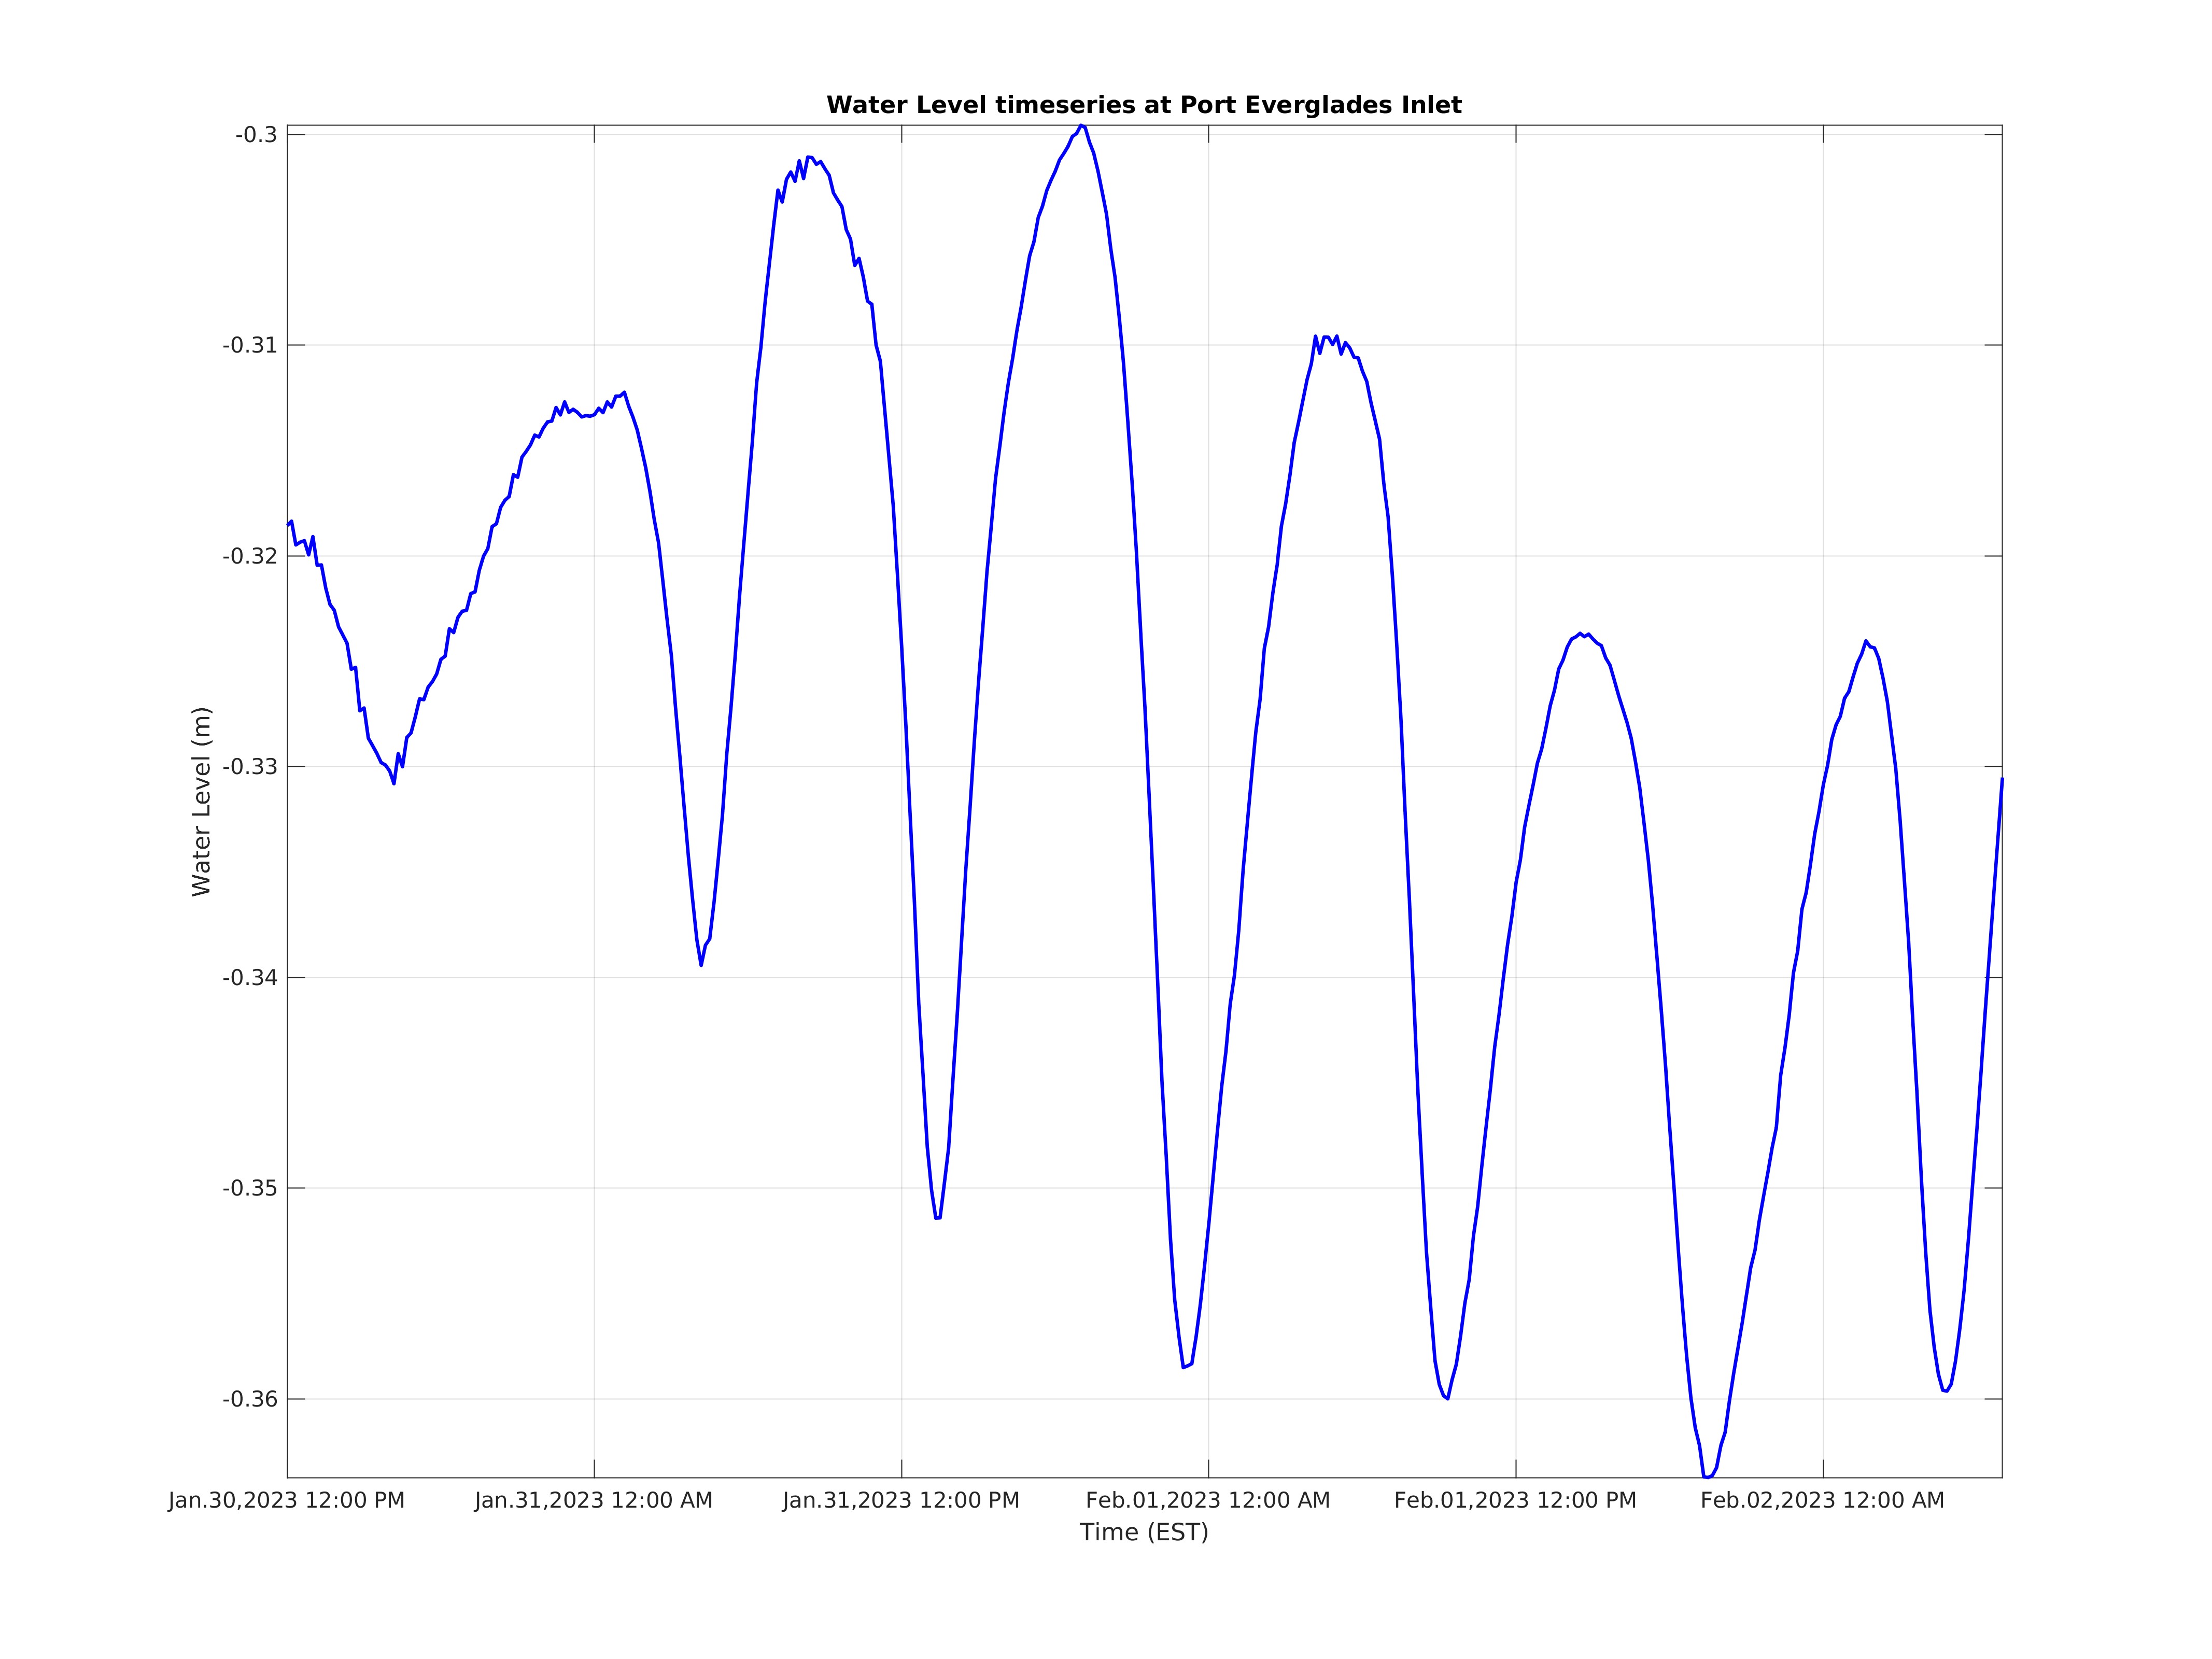 Water Level timeseries at Port Everglades Inlet
-0.3
-0.31
-0.32
-0.33
-0.34
-0.35
-0.36
Water Level (m)
Jan.30,2023 12:00 PM Jan.31,2023 12:00 AM Jan.31,2023 12:00 PM Feb.01,2023 12:00 AM Feb.01,2023 12:00 PM Feb.02,2023 12:00 AM
Time (EST)